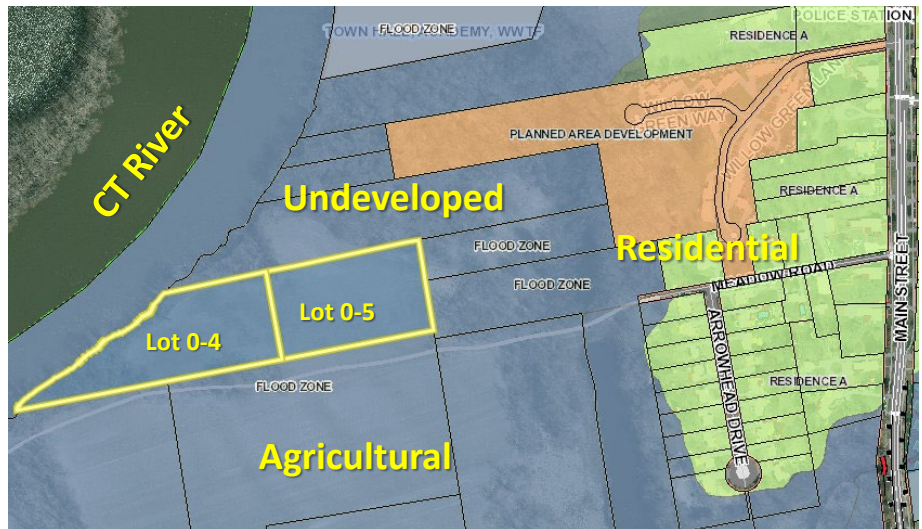 POLICE STATION,
FLOOD ZONE
TOWN HALL, ACADEMY, WWTF
RESIDENCE A
CT River
WILLOW
GREEN WAY
PLANNED AREA DEVELOPMENT
WILLOW GREEN LANE
Undeveloped
RESIDENCE A
FLOOD ZONE
Residential
FLOOD ZONE
MEADOW ROAD
MAIN STREET
Lot 0-5
Lot 0-4
ARROWHEAD DRIVE
FLOOD ZONE
RESIDENCE A
Agricultural